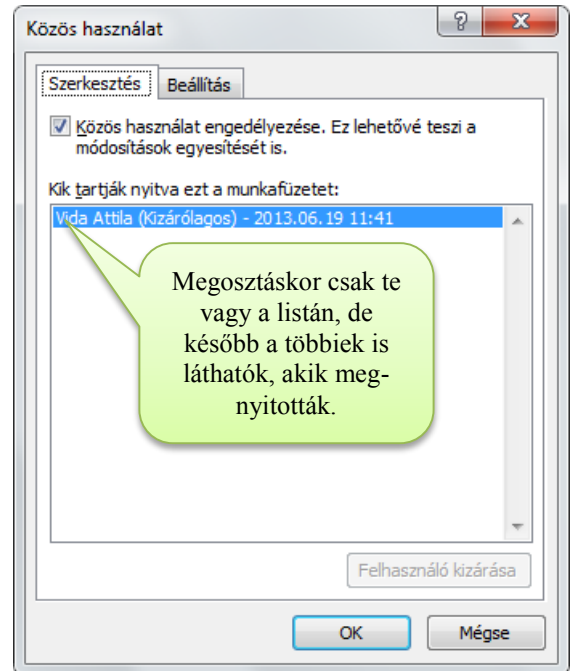 Közös használat
Szerkesztés
Beállítás
Közös használat engedélyezése. Ez lehetővé teszi a
módosítások egyesítését is.
Kik tartják nyitva ezt a munkafüzetet:
Vida Attila (Kizárólagos) - 2013.06.19 11:41
Megosztáskor csak te
vagy a listán, de
később a többiek is
láthatók, akik meg-
nyitották.
Felhasználó kizárása
OK
Mégse